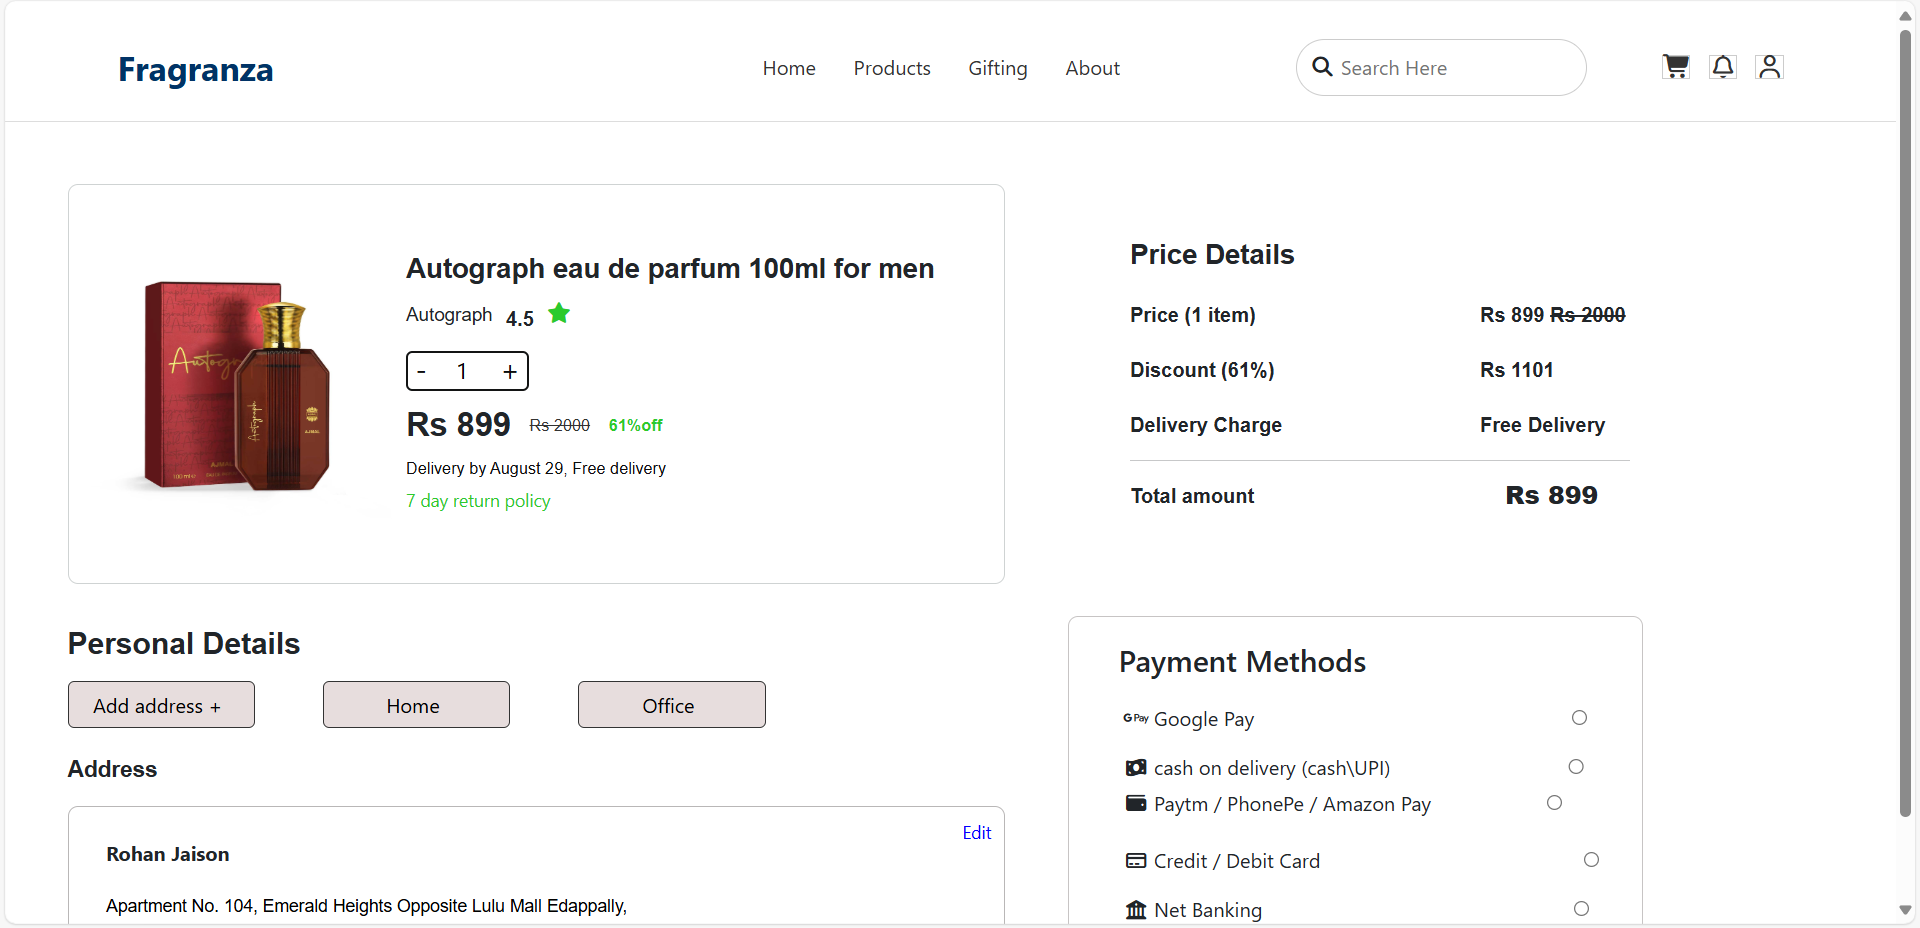 Fragranza
Home
Products
Gifting
About
Search Here
Autograph eau de parfum 100ml for men
Autograph 4.5
- 1 +
Rs 899 Rs 2000 61%off
Delivery by August 29, Free delivery
7 day return policy
Autograph
AJMAL
100 ml
Price Details
Price (1 item) Rs 899 Rs 2000
Discount (61%) Rs 1101
Delivery Charge Free Delivery
Total amount Rs 899
Personal Details
Add address +
Home
Office
Address
Edit
Rohan Jaison
Apartment No. 104, Emerald Heights Opposite Lulu Mall Edappally,
Payment Methods
G Pay Google Pay
cash on delivery (cash\UPI)
Paytm / PhonePe / Amazon Pay
Credit / Debit Card
Net Banking